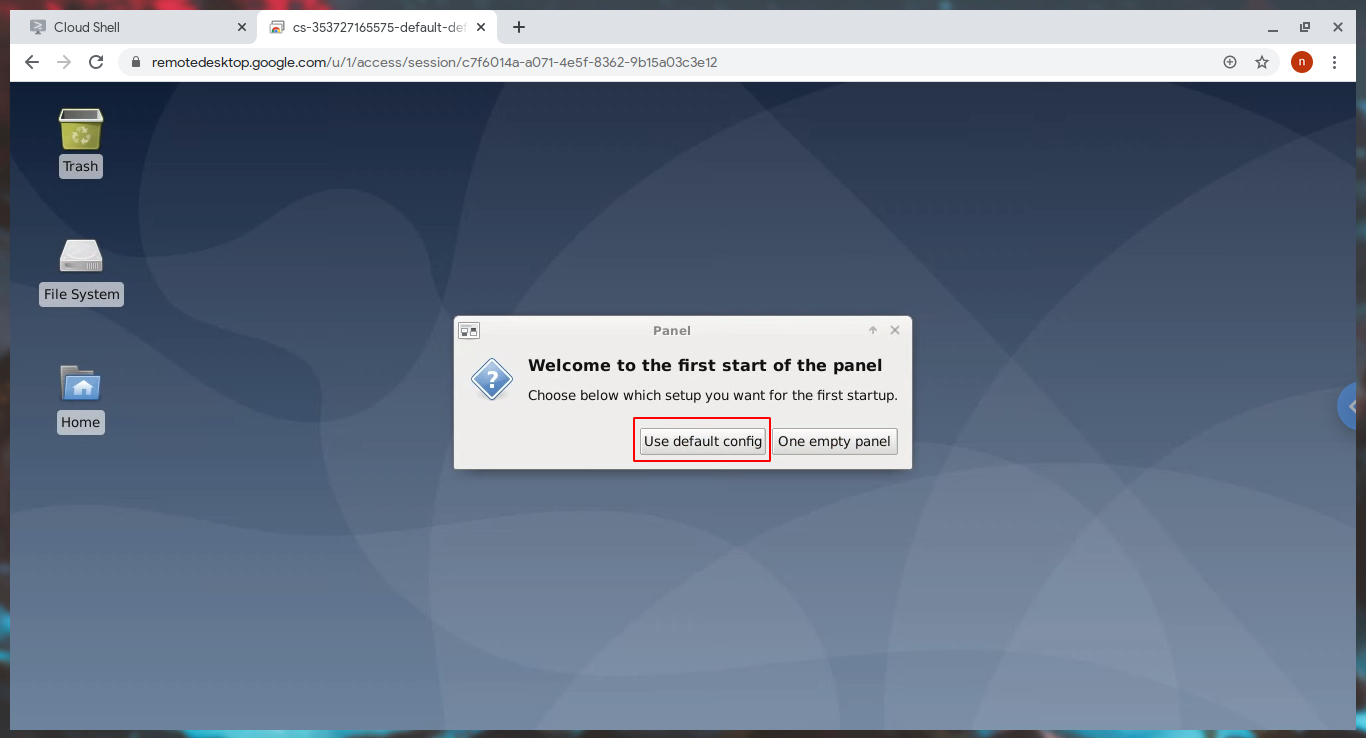 Cloud Shell
cs-353727165575-default-def
remotedesktop.google.com/u/1/access/session/c7f6014a-a071-4e5f-8362-9b15a03c3e12
n
Trash
File System
Home
Panel
?
Welcome to the first start of the panel
Choose below which setup you want for the first startup.
Use default config
One empty panel